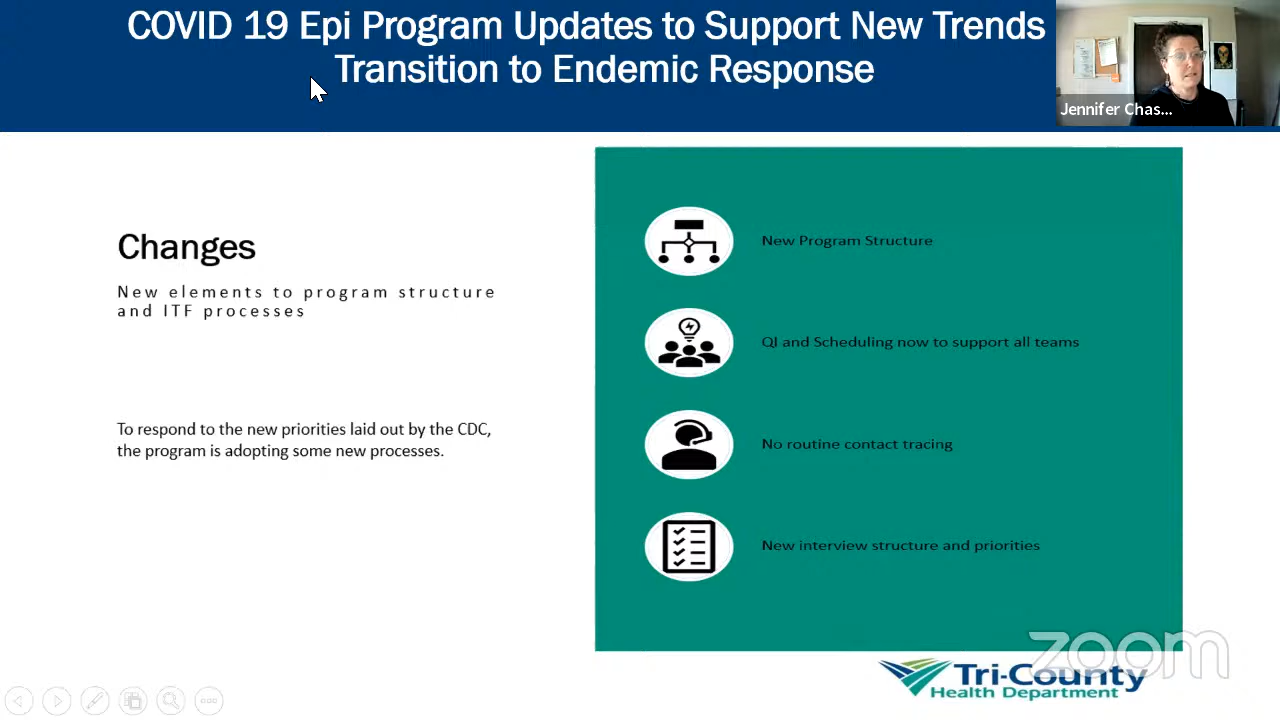 COVID 19 Epi Program Updates to Support New Trends
Transition to Endemic Response
Jennifer Chas...
Changes
New elements to program structure
and ITF processes
To respond to the new priorities laid out by the CDC,
the program is adopting some new processes.
New Program Structure
QI and Scheduling now to support all teams
No routine contact tracing
New interview structure and priorities
zoom
Tri-County
Health Department